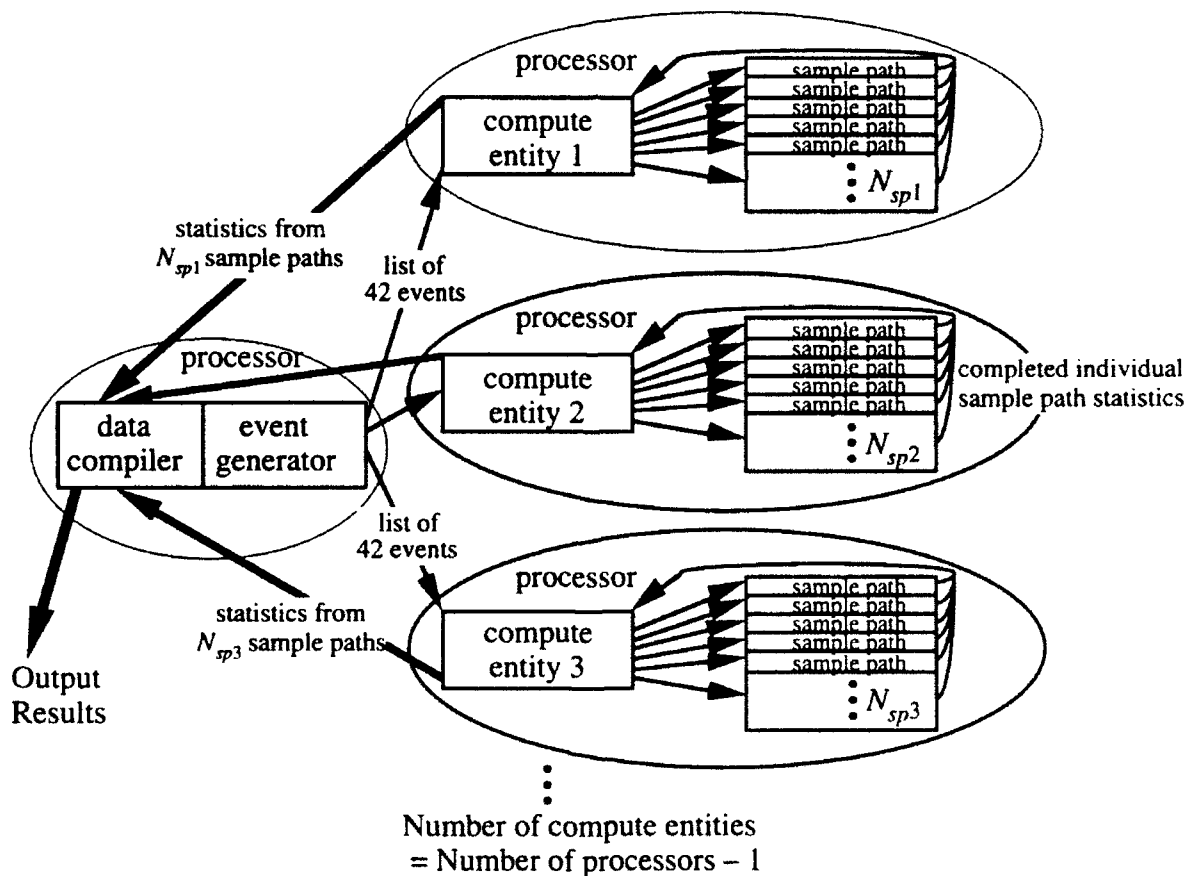 processor
compute
entity 1
sample path
sample path
sample path
sample path
sample path
N_sp1
statistics from
N_sp1 sample paths
list of
42 events
processor
compute
entity 2
sample path
sample path
sample path
sample path
sample path
N_sp2
completed individual
sample path statistics
processor
data
compiler
event
generator
list of
42 events
processor
compute
entity 3
sample path
sample path
sample path
sample path
sample path
N_sp3
statistics from
N_sp3 sample paths
Output
Results
Number of compute entities
= Number of processors – 1